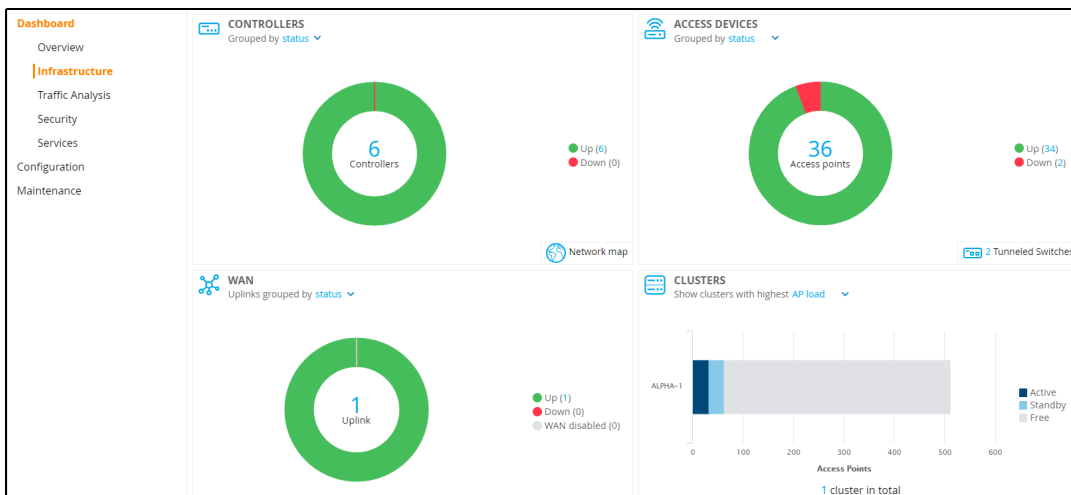 Dashboard
Overview
Infrastructure
Traffic Analysis
Security
Services
Configuration
Maintenance
CONTROLLERS
Grouped by status
6
Controllers
Up (6)
Down (0)
Network map
ACCESS DEVICES
Grouped by status
36
Access points
Up (34)
Down (2)
2 Tunneled Switches
WAN
Uplinks grouped by status
1
Uplink
Up (1)
Down (0)
WAN disabled (0)
CLUSTERS
Show clusters with highest AP load
ALPHA-1
Active
Standby
Free
0 100 200 300 400 500 600
Access Points
1 cluster in total